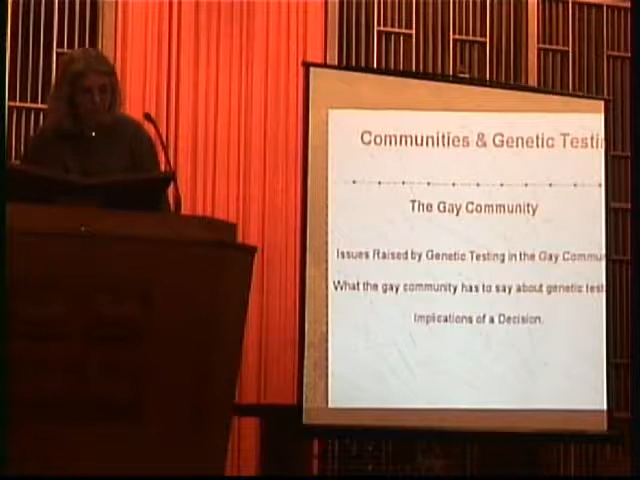 Communities & Genetic Testin
The Gay Community
Issues Raised by Genetic Testing in the Gay Commu
What the gay community has to say about genetic test
Implications of a Decision.